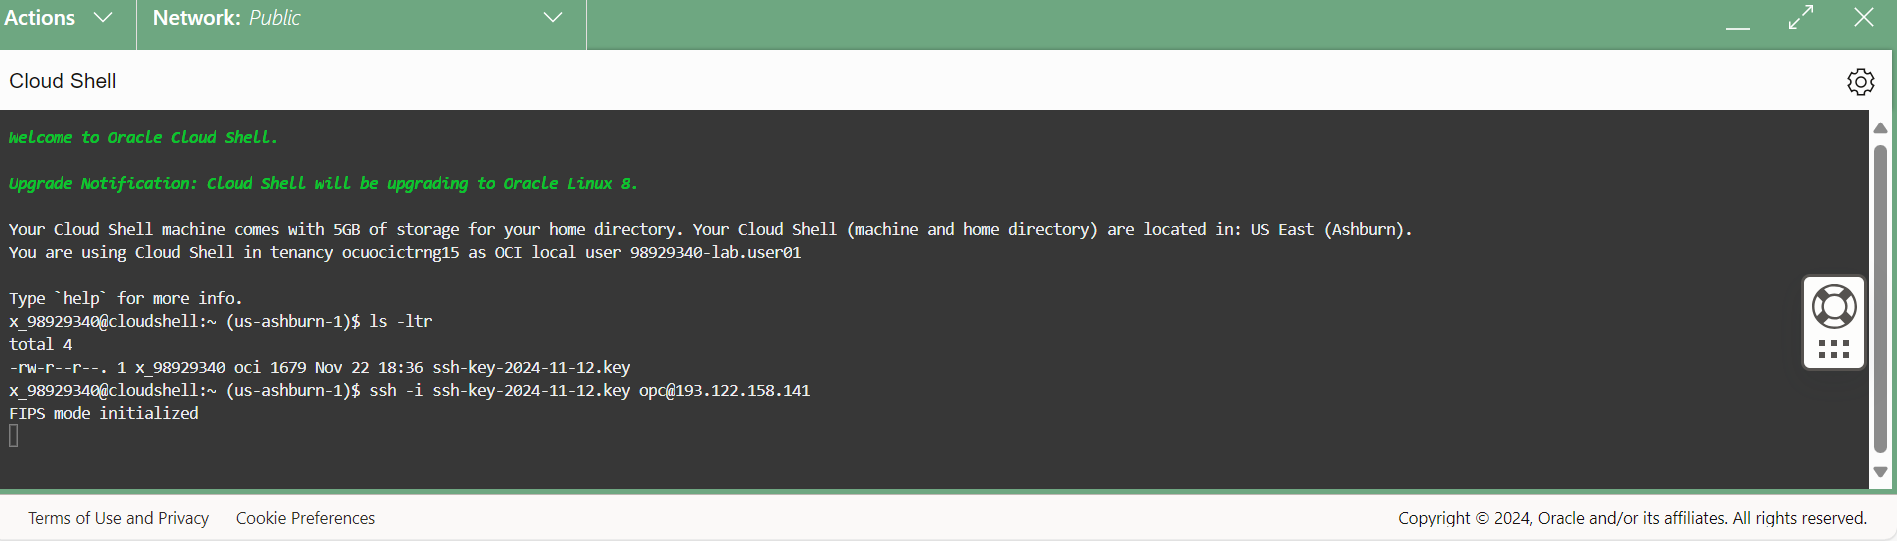 Actions
Network: Public
Cloud Shell
Welcome to Oracle Cloud Shell.
Upgrade Notification: Cloud Shell will be upgrading to Oracle Linux 8.
Your Cloud Shell machine comes with 5GB of storage for your home directory. Your Cloud Shell (machine and home directory) are located in: US East (Ashburn).
You are using Cloud Shell in tenancy ocuocictrng15 as OCI local user 98929340-lab.user01
Type `help` for more info.
x_98929340@cloudshell:~ (us-ashburn-1)$ ls -ltr
total 4
-rw-r--r--. 1 x_98929340 oci 1679 Nov 22 18:36 ssh-key-2024-11-12.key
x_98929340@cloudshell:~ (us-ashburn-1)$ ssh -i ssh-key-2024-11-12.key opc@193.122.158.141
FIPS mode initialized
Terms of Use and Privacy
Cookie Preferences
Copyright © 2024, Oracle and/or its affiliates. All rights reserved.